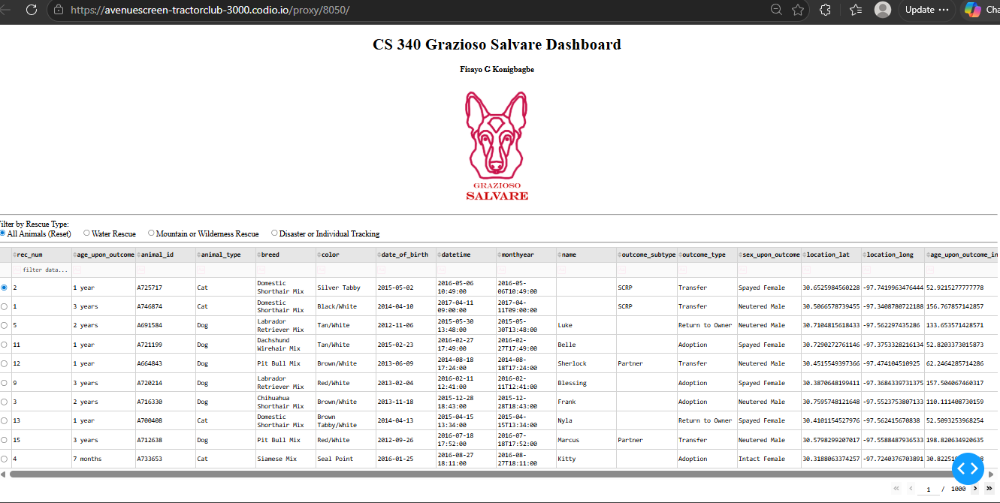 https://avenuescreen-tractorclub-3000.codio.io/proxy/8050/
Update
Cha
CS 340 Grazioso Salvare Dashboard
Fisayo G Konigbagbe
GRAZIOSO
SALVARE
ilter by Rescue Type:
All Animals (Reset) Water Rescue Mountain or Wilderness Rescue Disaster or Individual Tracking
rec_num age_upon_outcome animal_id animal_type breed color date_of_birth datetime monthyear name outcome_subtype outcome_type sex_upon_outcome location_lat location_long age_upon_outcome_in
filter data...
2 1 year A725717 Cat Domestic Shorthair Mix Silver Tabby 2015-05-02 2016-05-06 10:49:00 2016-05-06T10:49:00 SCRP Transfer Spayed Female 30.6525984560228 -97.7419963476444 52.9215277777778
1 3 years A746874 Cat Domestic Shorthair Mix Black/White 2014-04-10 2017-04-11 09:00:00 2017-04-11T09:00:00 SCRP Transfer Neutered Male 30.5066578739455 -97.3408780722188 156.767857142857
5 2 years A691584 Dog Labrador Retriever Mix Tan/White 2012-11-06 2015-05-30 13:48:00 2015-05-30T13:48:00 Luke Return to Owner Neutered Male 30.7104815618433 -97.562297435286 133.653571428571
11 1 year A721199 Dog Dachshund Wirehair Mix Tan/White 2015-02-23 2016-02-27 17:49:00 2016-02-27T17:49:00 Belle Adoption Spayed Female 30.7290272761146 -97.3753328216134 52.8203373015873
12 1 year A664843 Dog Pit Bull Mix Brown/White 2013-06-09 2014-08-18 17:24:00 2014-08-18T17:24:00 Sherlock Partner Transfer Neutered Male 30.4515549397366 -97.474104510925 62.2464285714286
9 3 years A720214 Dog Labrador Retriever Mix Red/White 2013-02-04 2016-02-11 12:41:00 2016-02-11T12:41:00 Blessing Adoption Spayed Female 30.3870648199411 -97.3684339731375 157.504067460317
3 2 years A716330 Dog Chihuahua Shorthair Mix Brown/White 2013-11-18 2015-12-28 18:43:00 2015-12-28T18:43:00 Frank Adoption Neutered Male 30.7595748121648 -97.5523753807133 110.111408730159
13 1 year A700408 Cat Domestic Shorthair Mix Brown Tabby/White 2014-04-13 2015-04-15 13:34:00 2015-04-15T13:34:00 Nyla Return to Owner Spayed Female 30.4101154527976 -97.562415670838 52.5093253968254
15 3 years A712638 Dog Pit Bull Mix Red/White 2012-09-26 2016-07-18 17:52:00 2016-07-18T17:52:00 Marcus Partner Transfer Neutered Male 30.5798299207017 -97.5588487936533 198.820634920635
4 7 months A733653 Cat Siamese Mix Seal Point 2016-01-25 2016-08-27 18:11:00 2016-08-27T18:11:00 Kitty Adoption Intact Female 30.3188063374257 -97.7240376703891
1 / 1000